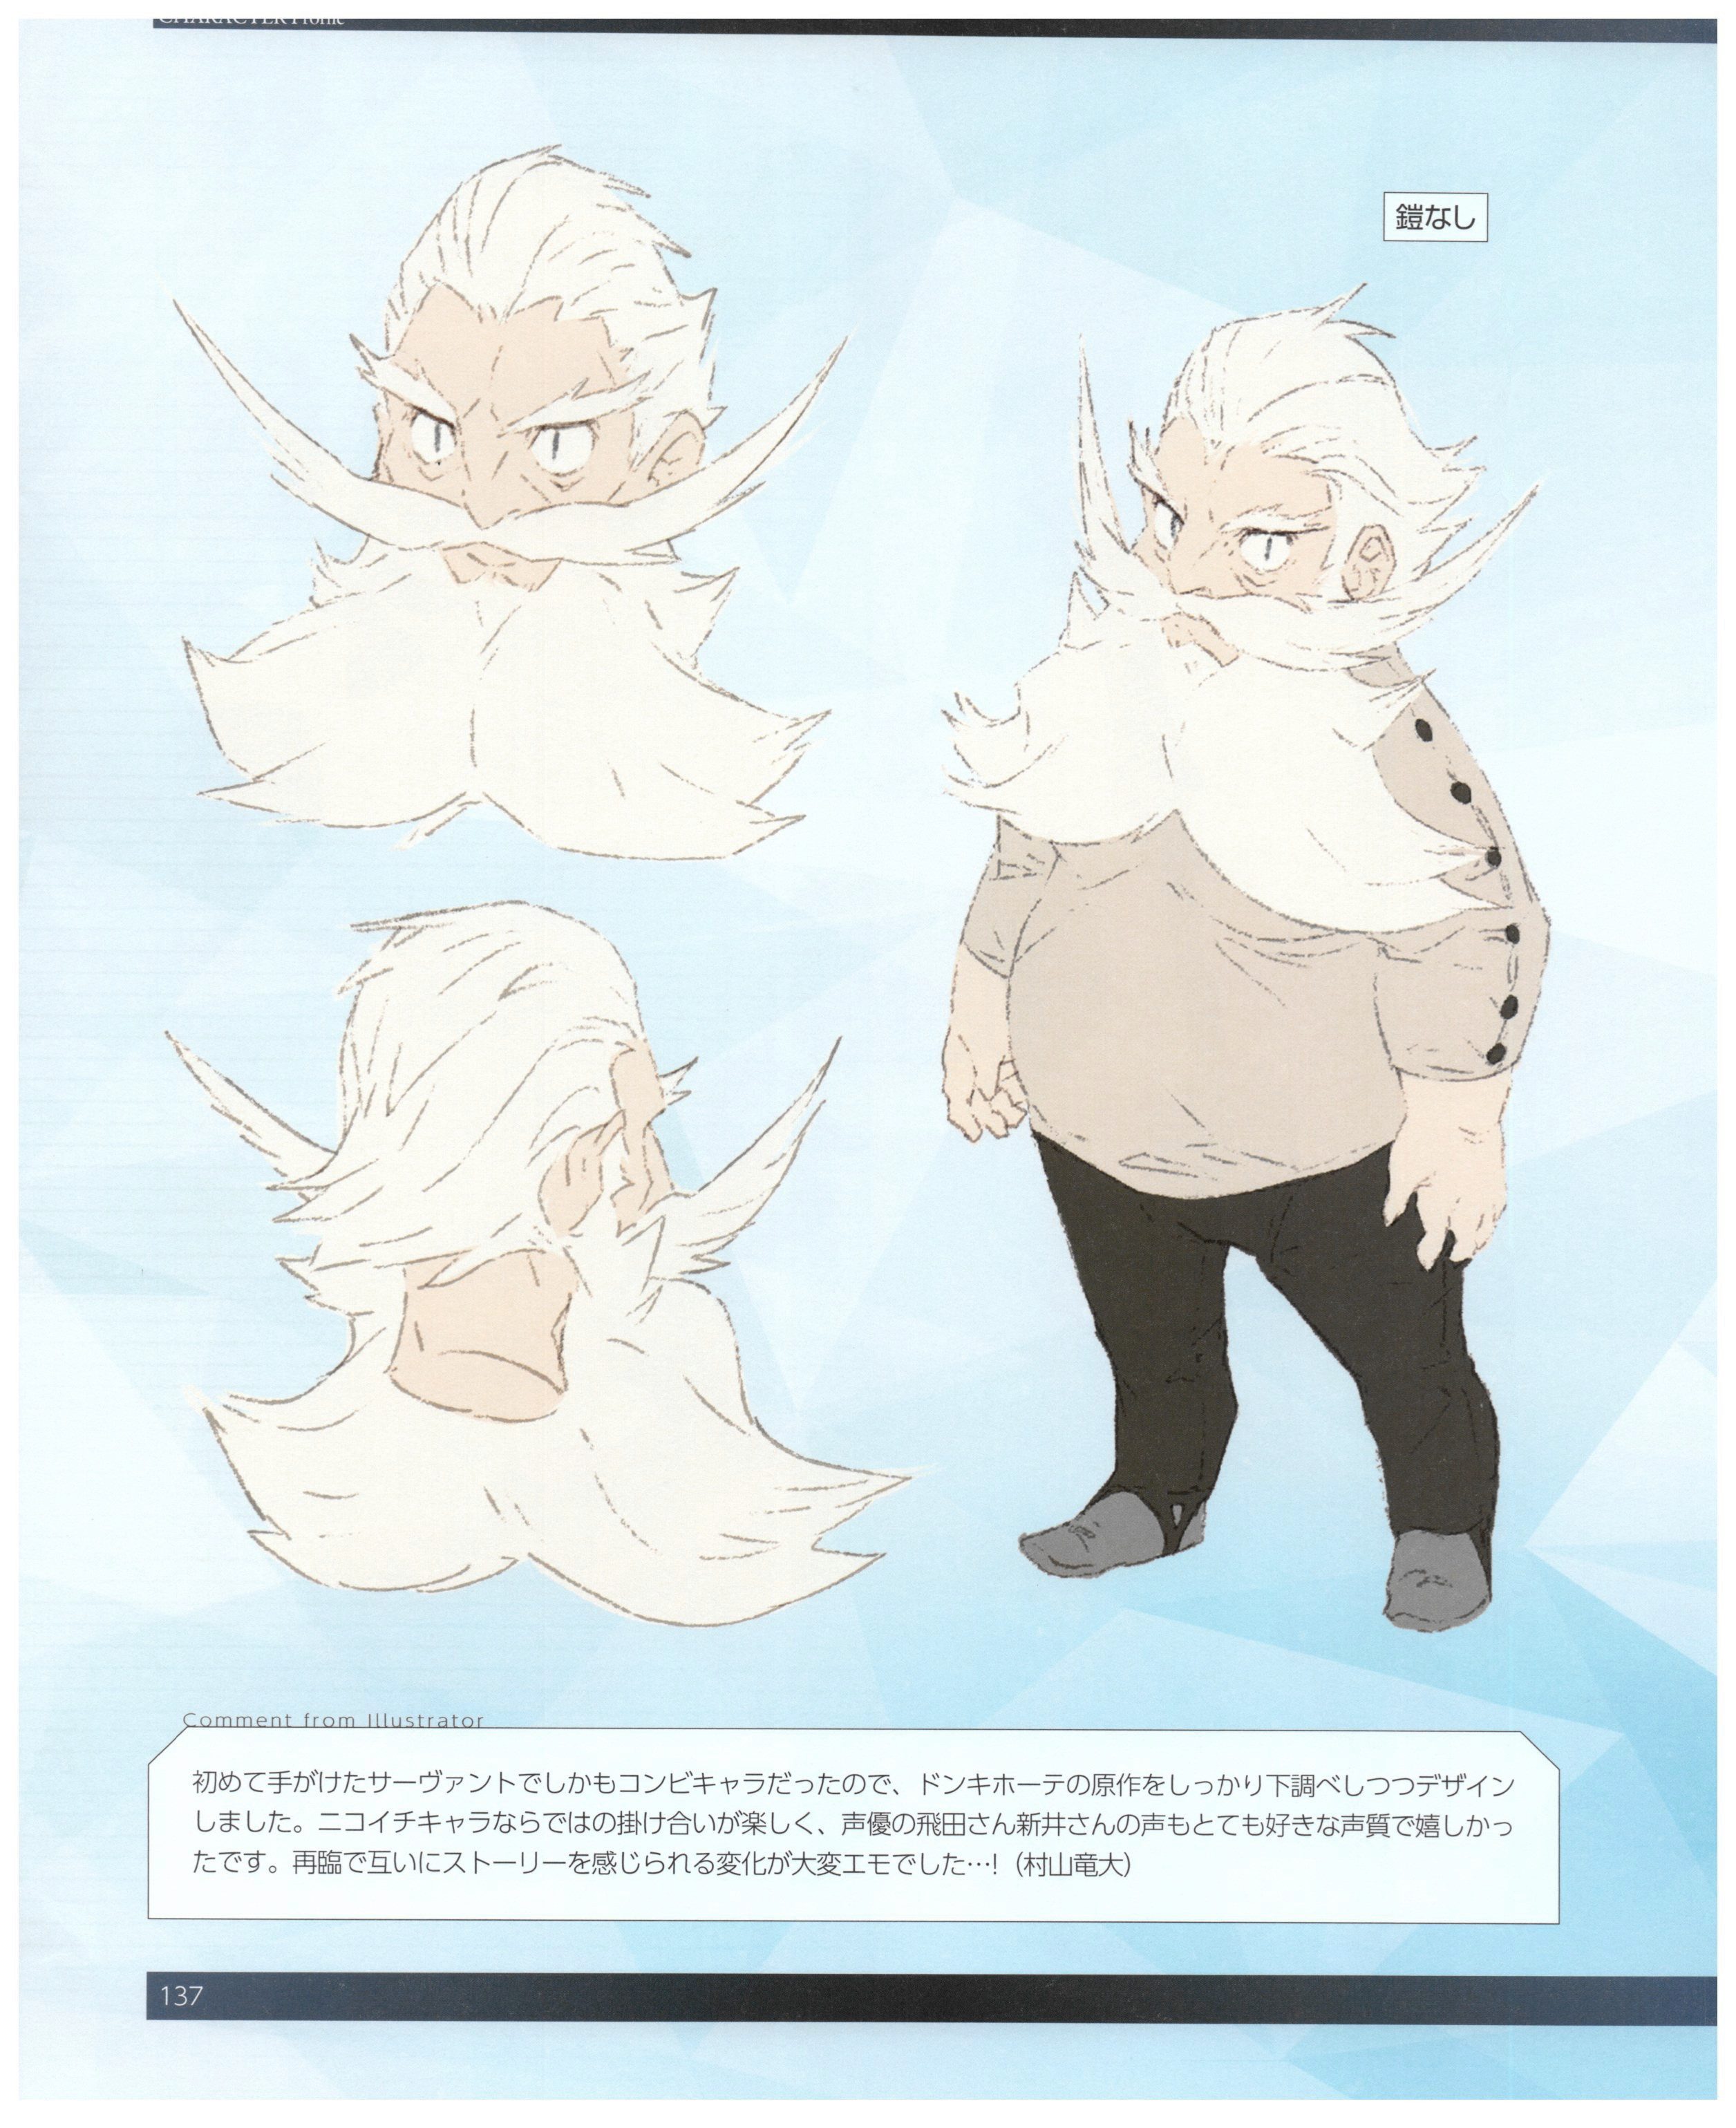 CHARACTER Profile
鎧なし
Comment from Illustrator
初めて手がけたサーヴァントでしかもコンビキャラだったので、ドンキホーテの原作をしっかり下調べしつつデザイン
しました。ニコイチキャラならではの掛け合いが楽しく、声優の飛田さん新井さんの声もとても好きな声質で嬉しかっ
たです。再臨で互いにストーリーを感じられる変化が大変エモでした…!（村山竜大）
137